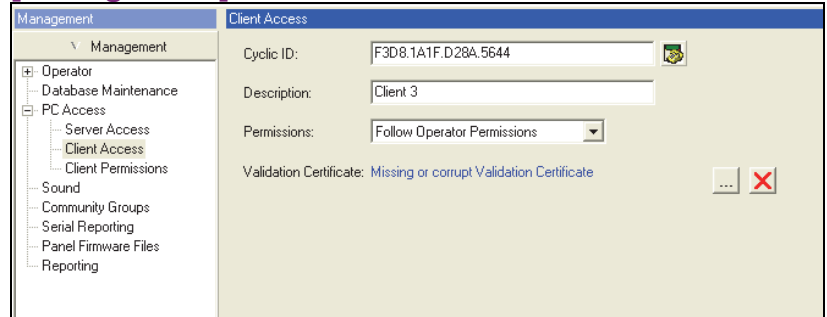 Management
Client Access
Management
Operator
Database Maintenance
PC Access
Server Access
Client Access
Client Permissions
Sound
Community Groups
Serial Reporting
Panel Firmware Files
Reporting
Cyclic ID: F3D8.1A1F.D28A.5644
Description: Client 3
Permissions: Follow Operator Permissions
Validation Certificate: Missing or corrupt Validation Certificate
...